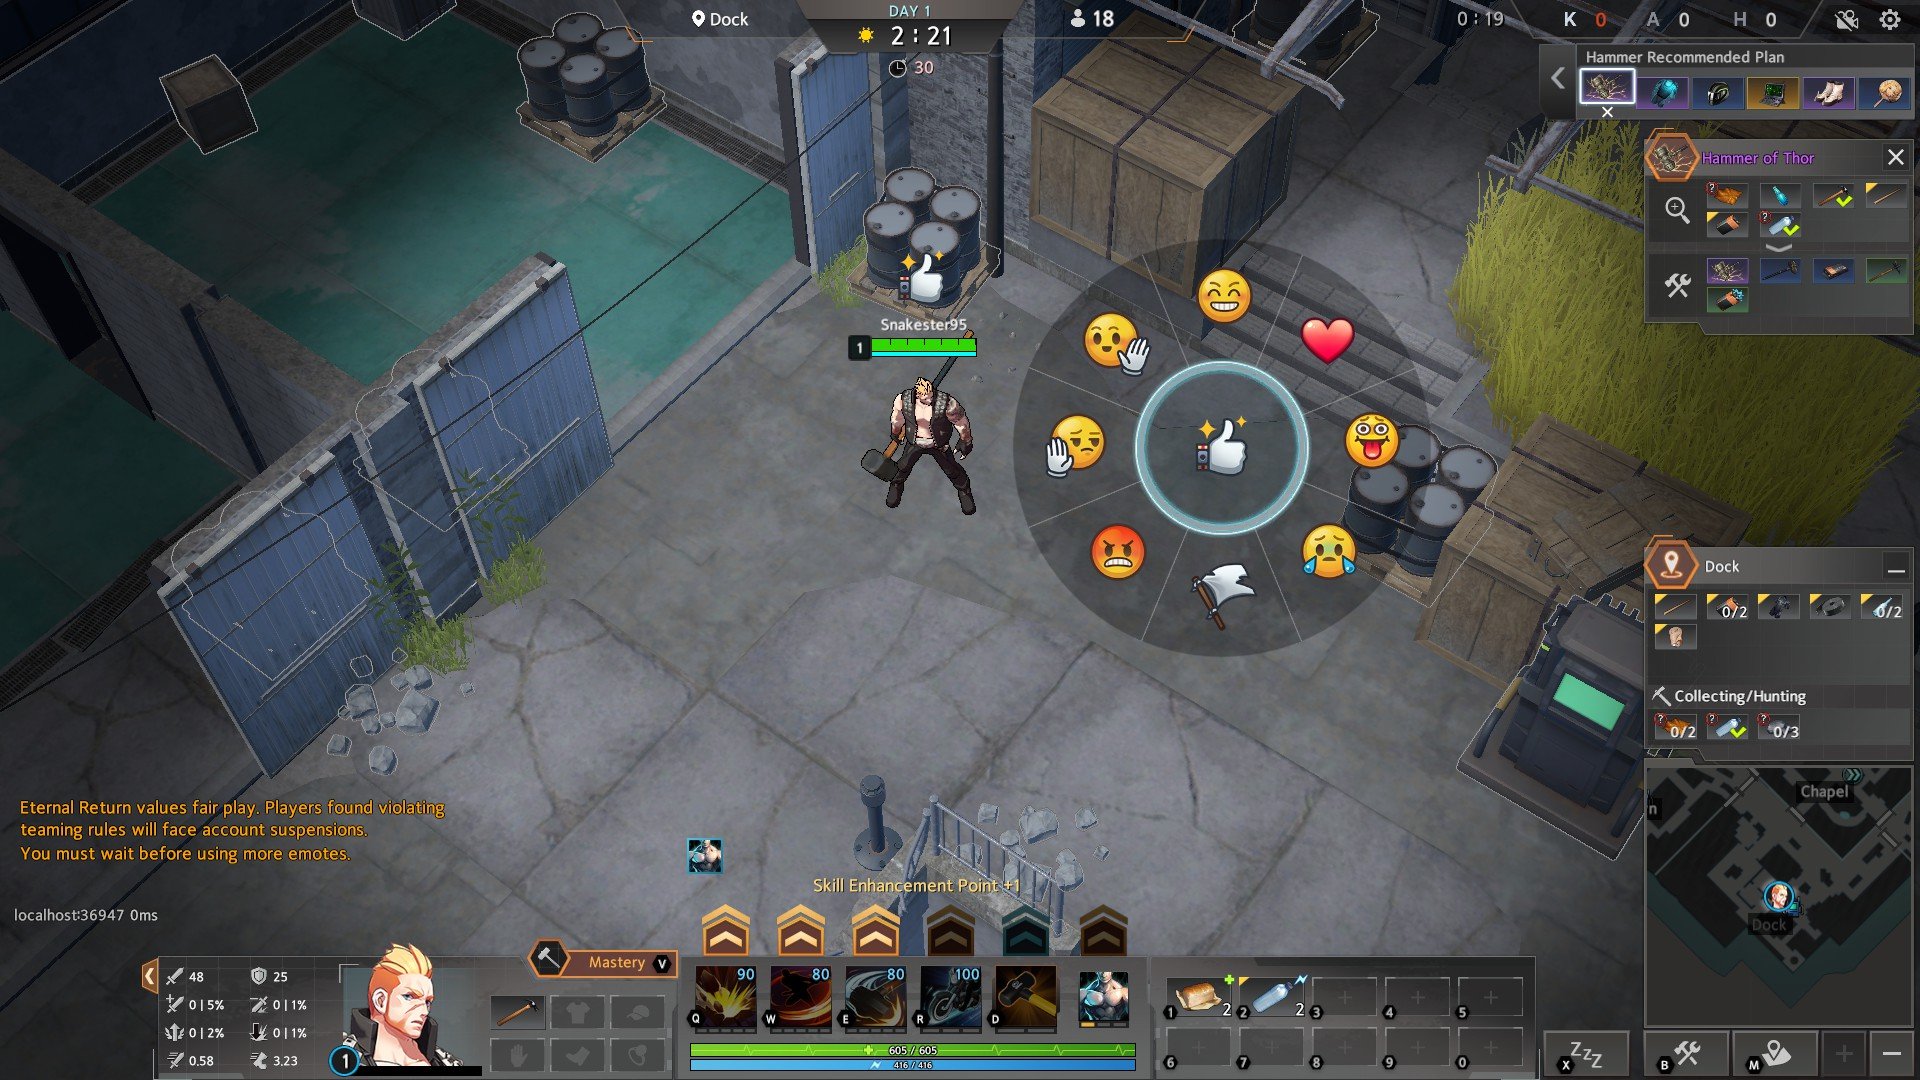 Dock
DAY 1
2 : 21
30
18
0 : 19
K 0 A 0 H 0
Hammer Recommended Plan
Hammer of Thor
Snakester95
1
Dock
0/2
0/2
Collecting/Hunting
0/2
0/3
Chapel
Dock
Eternal Return values fair play. Players found violating
teaming rules will face account suspensions.
You must wait before using more emotes.
localhost:36947 0ms
Skill Enhancement Point +1
48 25
0|5% 0|1%
0|2% 0|1%
0.58 3.23
1
Mastery V
90 80 80 100
Q W E R D
605 / 605
416 / 416
2 2
1 2 3 4 5
6 7 8 9 0
ZZZ
X B M